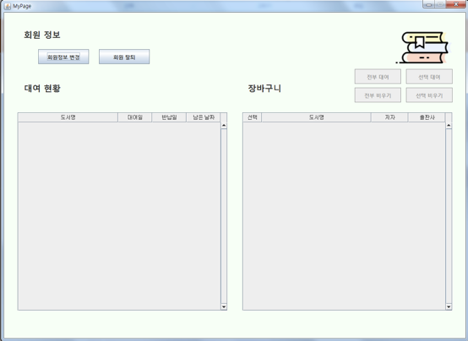 MyPage
회원 정보
회원정보 변경 회원 탈퇴
전부 대여 선택 대여
대여 현황 장바구니
전부 비우기 선택 비우기
도서명 대여일 반납일 남은 날짜 선택 도서명 저자 출판사